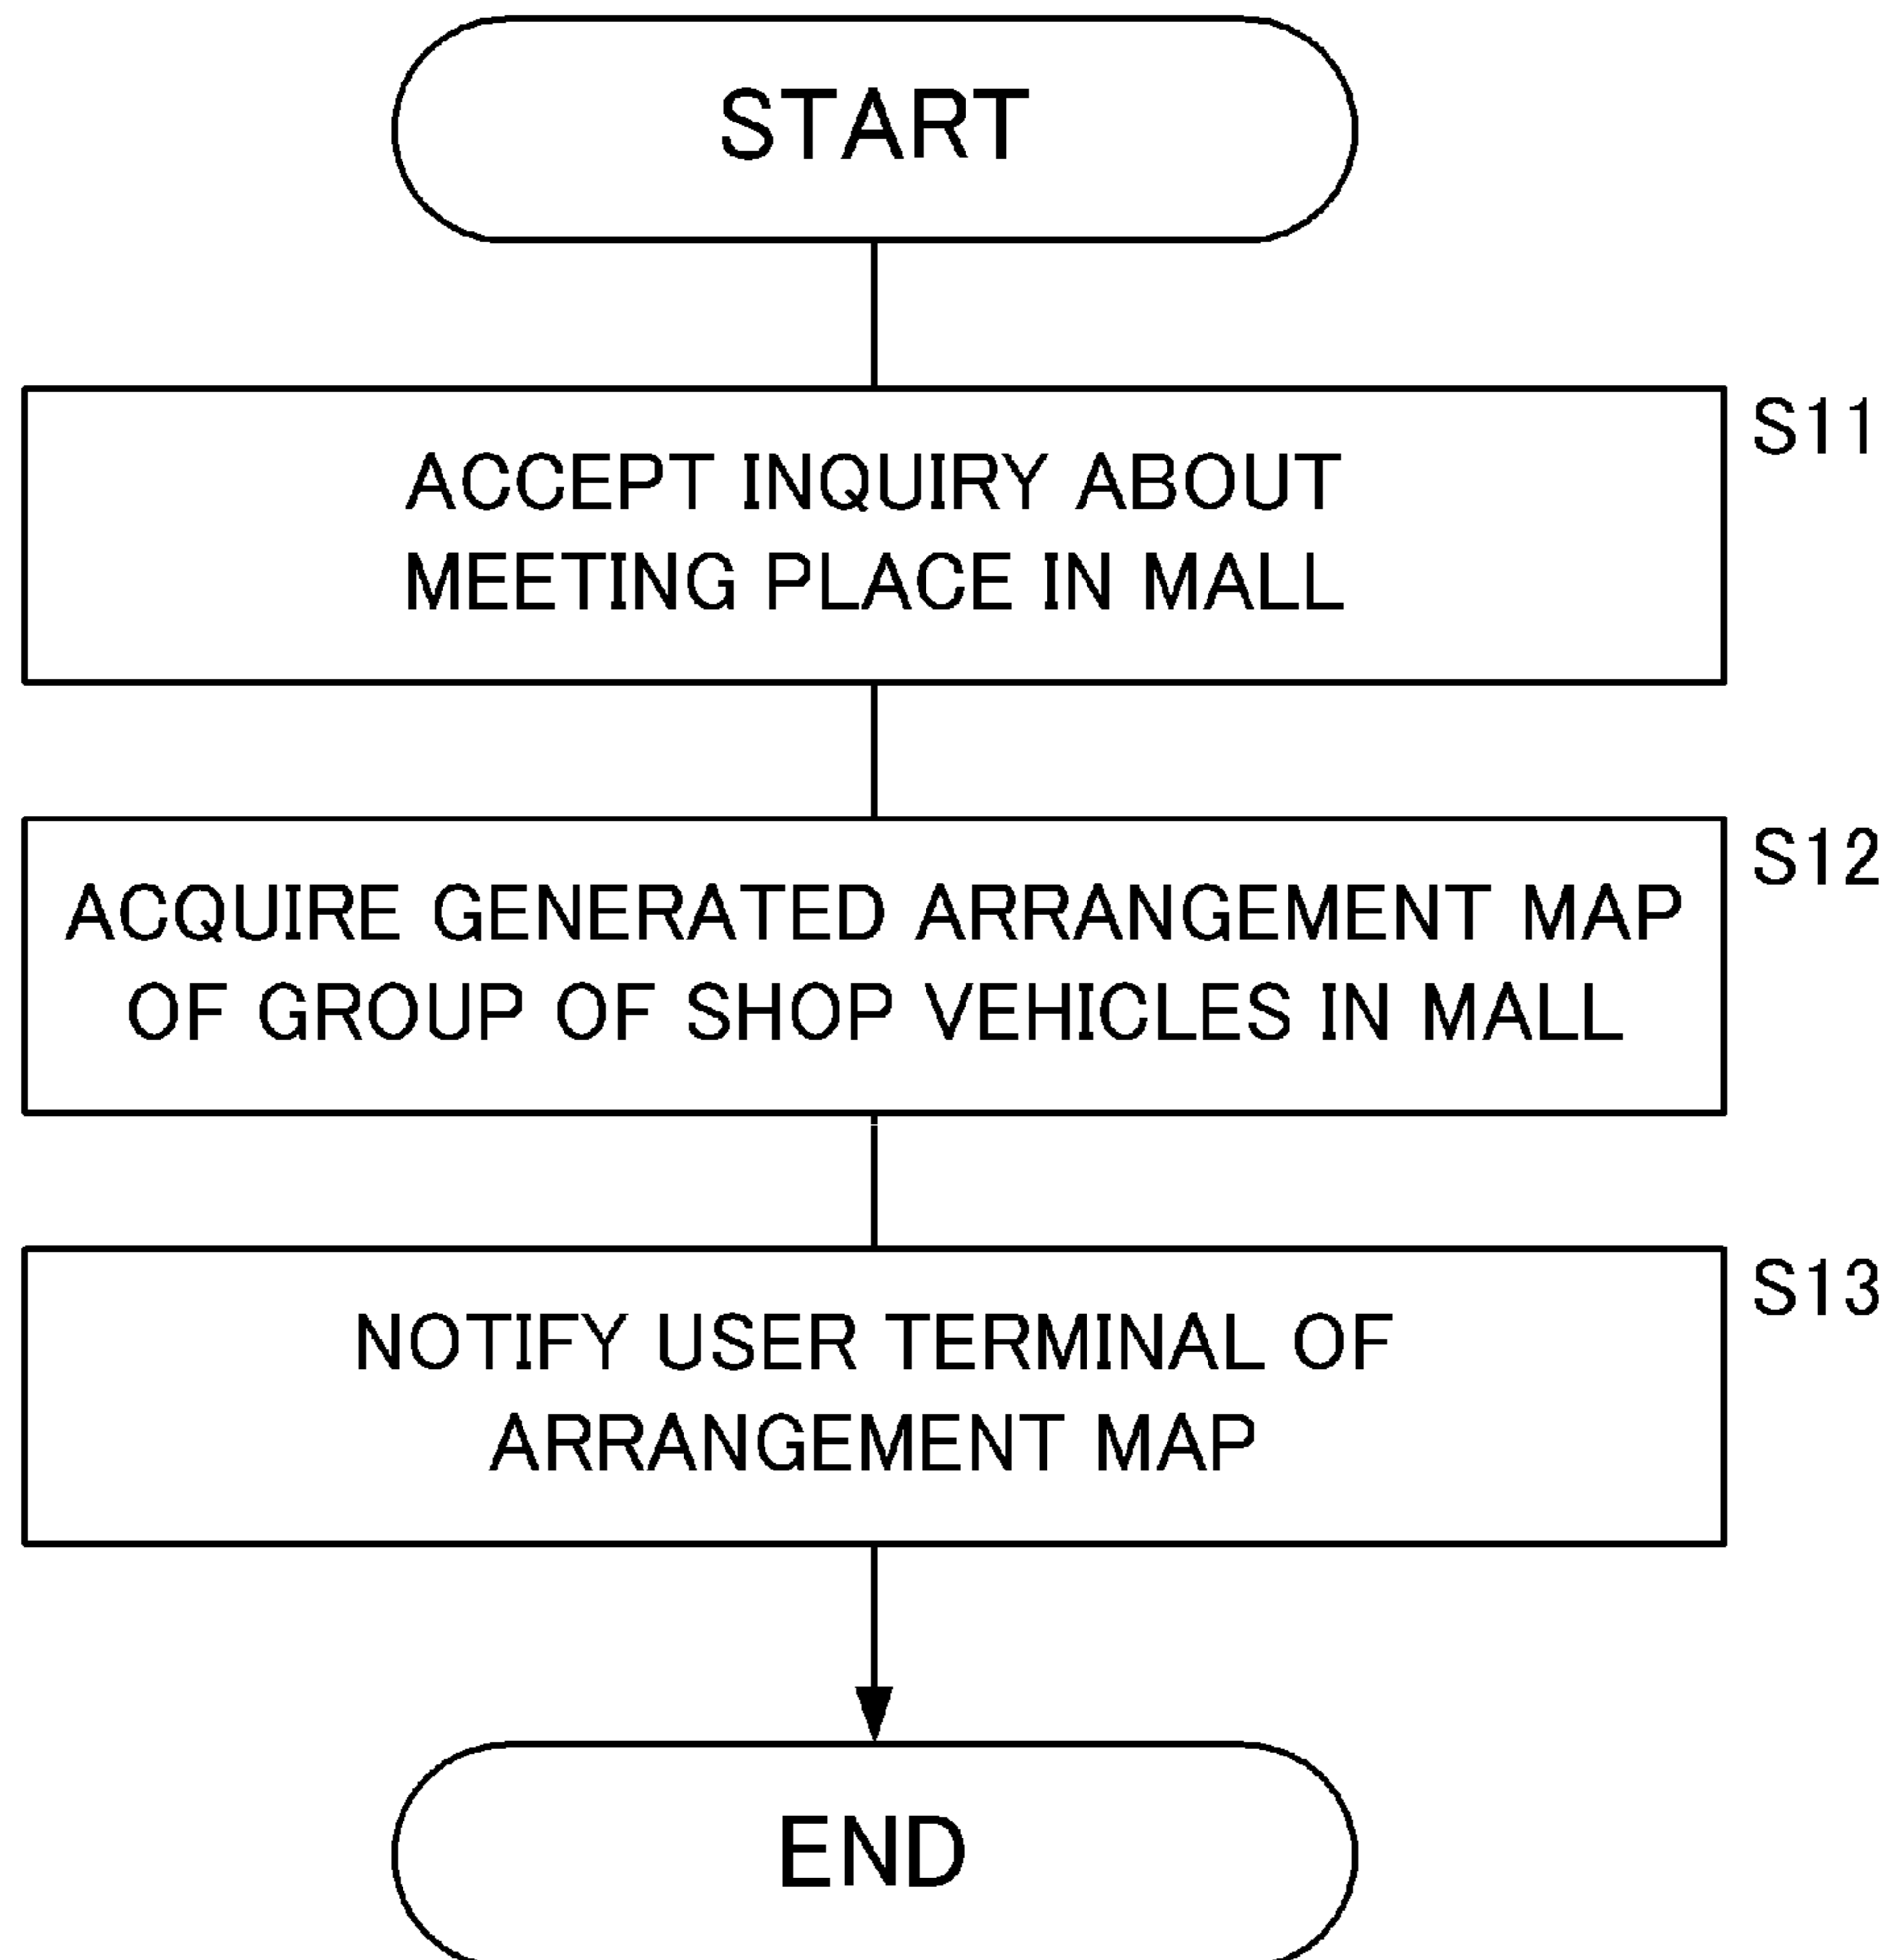 START
S11
ACCEPT INQUIRY ABOUT
MEETING PLACE IN MALL
S12
ACQUIRE GENERATED ARRANGEMENT MAP
OF GROUP OF SHOP VEHICLES IN MALL
S13
NOTIFY USER TERMINAL OF
ARRANGEMENT MAP
END